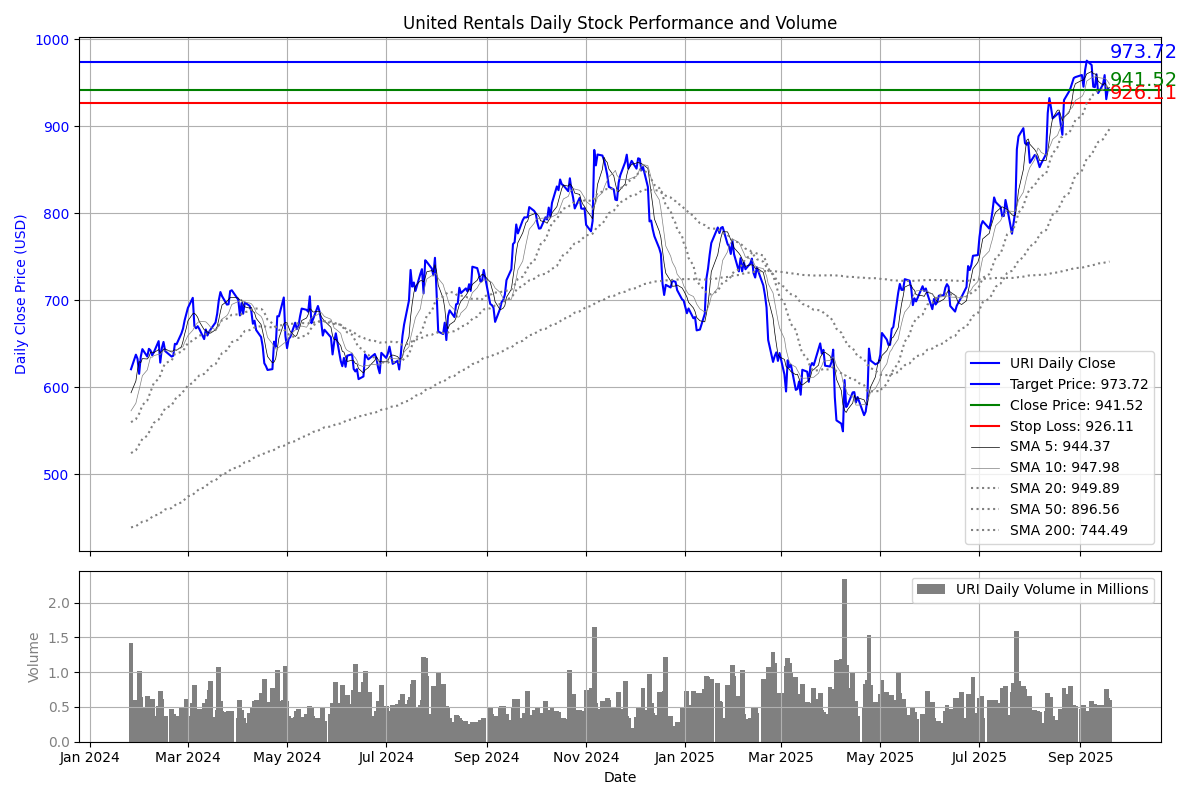 United Rentals Daily Stock Performance and Volume
1000
900
800
700
600
500
Daily Close Price (USD)
973.72
941.52
926.11
URI Daily Close
Target Price: 973.72
Close Price: 941.52
Stop Loss: 926.11
SMA 5: 944.37
SMA 10: 947.98
SMA 20: 949.89
SMA 50: 896.56
SMA 200: 744.49
2.0
1.5
1.0
0.5
0.0
Volume
URI Daily Volume in Millions
Jan 2024 Mar 2024 May 2024 Jul 2024 Sep 2024 Nov 2024 Jan 2025 Mar 2025 May 2025 Jul 2025 Sep 2025
Date